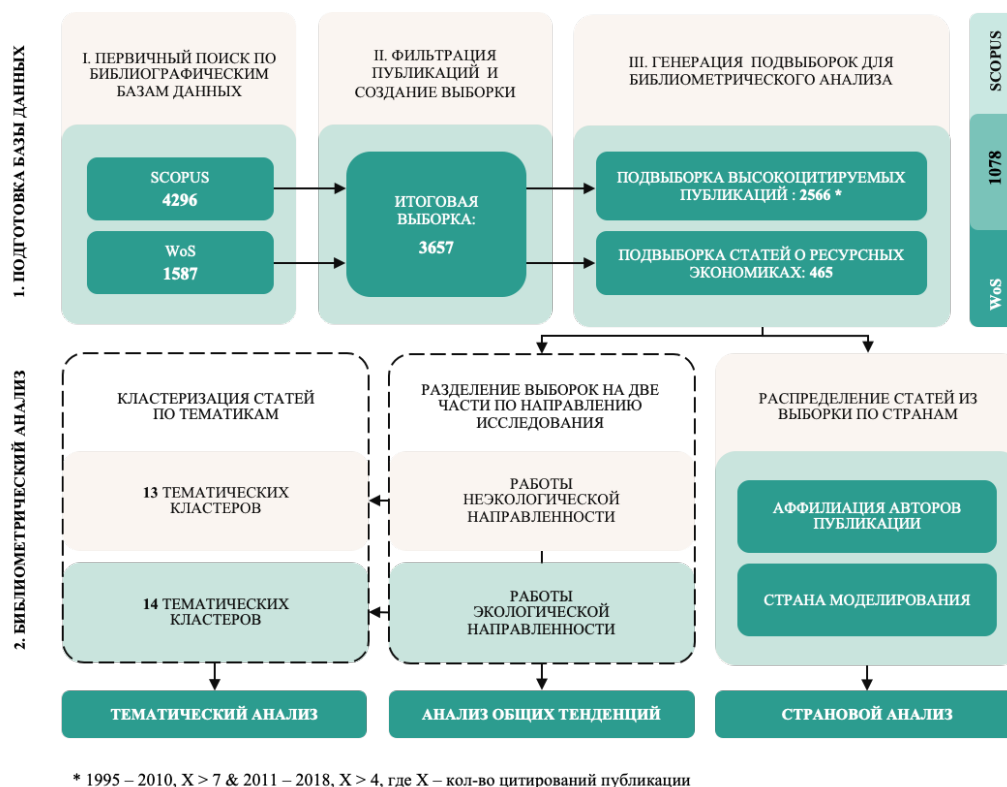 1. ПОДГОТОВКА БАЗЫ ДАННЫХ
I. ПЕРВИЧНЫЙ ПОИСК ПО
БИБЛИОГРАФИЧЕСКИМ
БАЗАМ ДАННЫХ
SCOPUS
4296
WoS
1587
II. ФИЛЬТРАЦИЯ
ПУБЛИКАЦИЙ И
СОЗДАНИЕ ВЫБОРКИ
ИТОГОВАЯ
ВЫБОРКА:
3657
III. ГЕНЕРАЦИЯ ПОДВЫБОРОК ДЛЯ
БИБЛИОМЕТРИЧЕСКОГО АНАЛИЗА
ПОДВЫБОРКА ВЫСОКОЦИТИРУЕМЫХ
ПУБЛИКАЦИЙ : 2566 *
ПОДВЫБОРКА СТАТЕЙ О РЕСУРСНЫХ
ЭКОНОМИКАХ: 465
SCOPUS
1078
WoS
2. БИБЛИОМЕТРИЧЕСКИЙ АНАЛИЗ
КЛАСТЕРИЗАЦИЯ СТАТЕЙ
ПО ТЕМАТИКАМ
13 ТЕМАТИЧЕСКИХ
КЛАСТЕРОВ
14 ТЕМАТИЧЕСКИХ
КЛАСТЕРОВ
ТЕМАТИЧЕСКИЙ АНАЛИЗ
РАЗДЕЛЕНИЕ ВЫБОРОК НА ДВЕ
ЧАСТИ ПО НАПРАВЛЕНИЮ
ИССЛЕДОВАНИЯ
РАБОТЫ
НЕЭКОЛОГИЧЕСКОЙ
НАПРАВЛЕННОСТИ
РАБОТЫ
ЭКОЛОГИЧЕСКОЙ
НАПРАВЛЕННОСТИ
АНАЛИЗ ОБЩИХ ТЕНДЕНЦИЙ
РАСПРЕДЕЛЕНИЕ СТАТЕЙ ИЗ
ВЫБОРКИ ПО СТРАНАМ
АФФИЛИАЦИЯ АВТОРОВ
ПУБЛИКАЦИИ
СТРАНА МОДЕЛИРОВАНИЯ
СТРАНОВОЙ АНАЛИЗ
* 1995 – 2010, X > 7 & 2011 – 2018, X > 4, где X – кол-во цитирований публикации